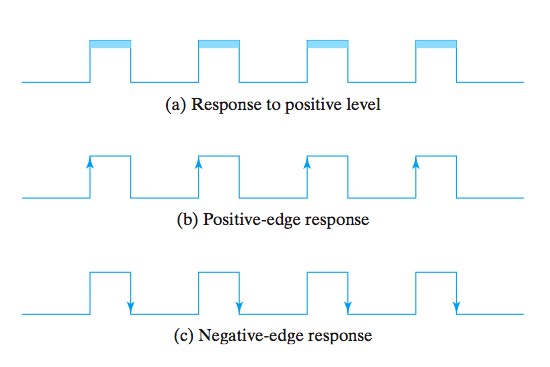 (a) Response to positive level
(b) Positive-edge response
(c) Negative-edge response